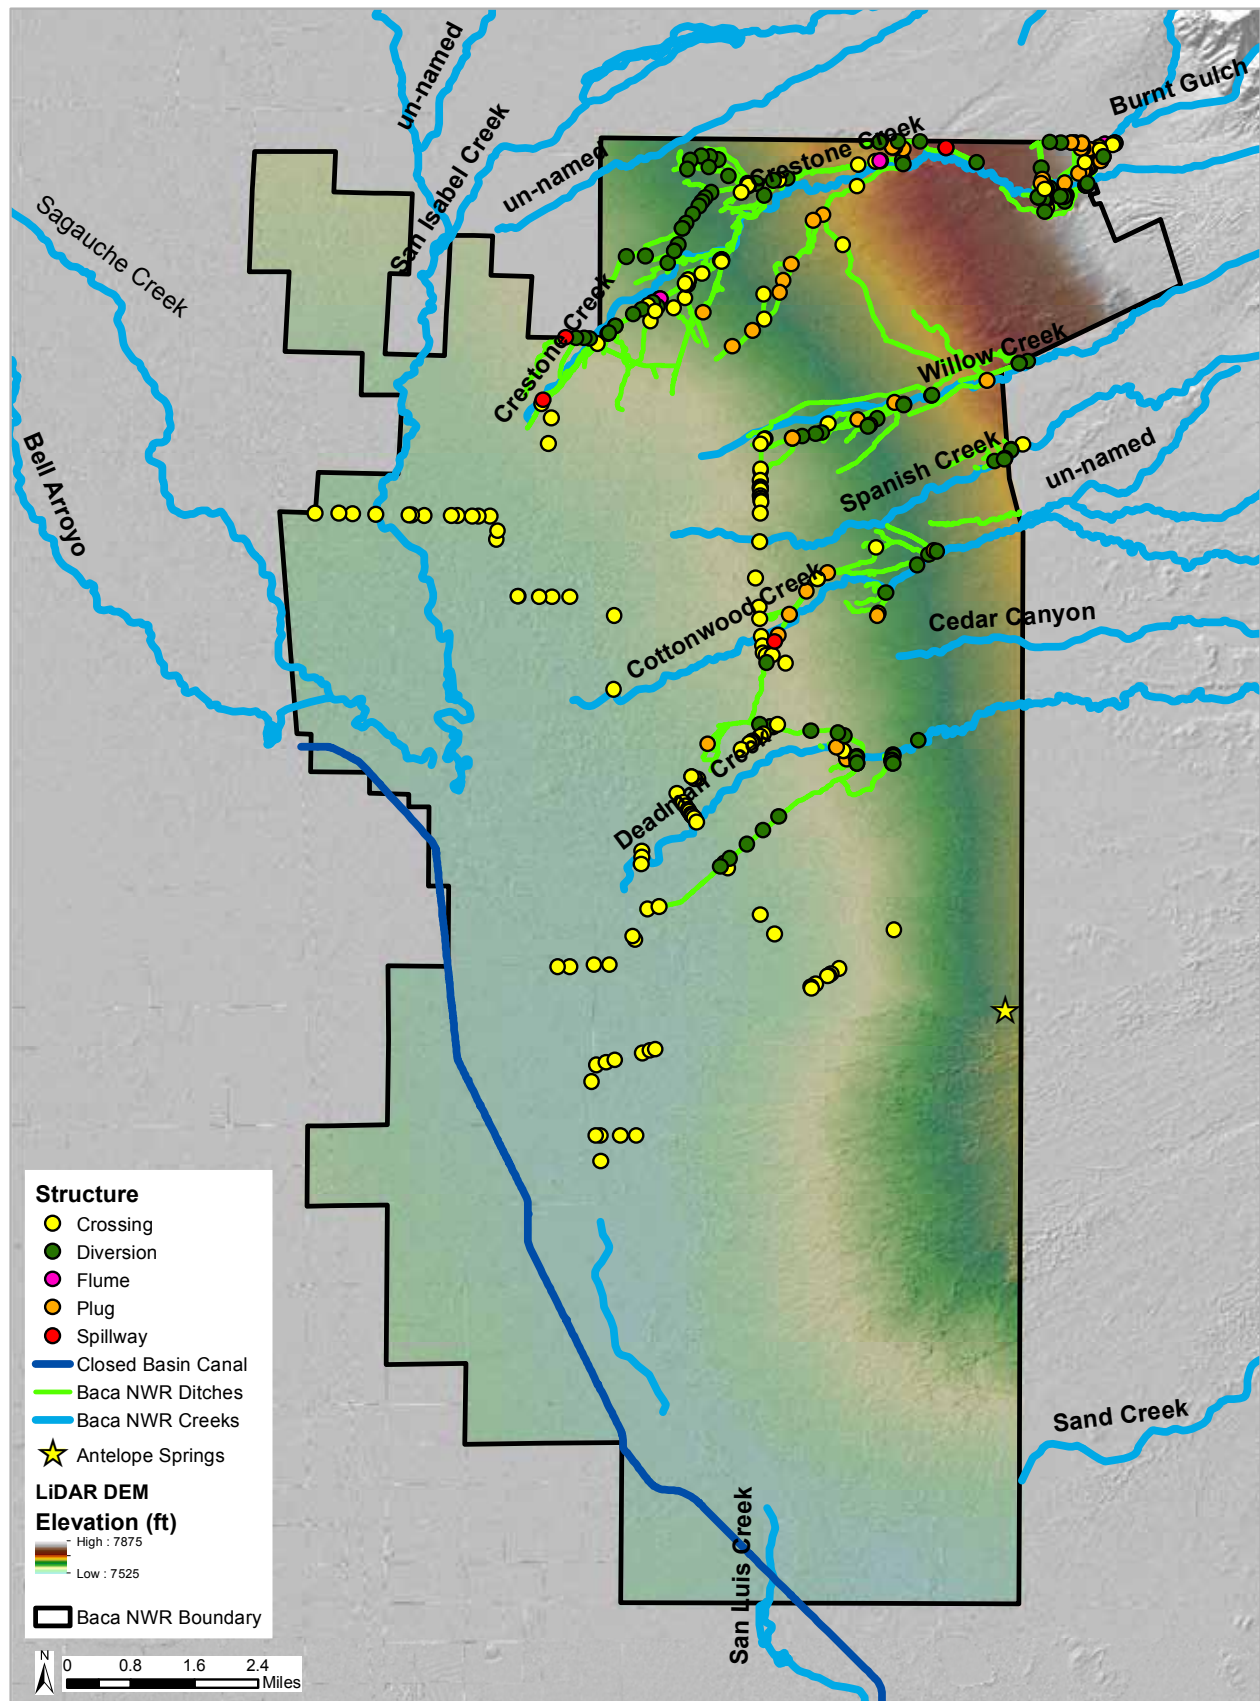 un-named
Burnt Gulch
San Isabel Creek
un-named
Crestone Creek
Sagauche Creek
Crestone Creek
Willow Creek
Bell Arroyo
Spanish Creek
un-named
Cottonwood Creek
Cedar Canyon
Deadman Creek
Sand Creek
San Luis Creek
Structure
Crossing
Diversion
Flume
Plug
Spillway
Closed Basin Canal
Baca NWR Ditches
Baca NWR Creeks
Antelope Springs
LiDAR DEM
Elevation (ft)
High : 7875
Low : 7525
Baca NWR Boundary
N
0 0.8 1.6 2.4
Miles